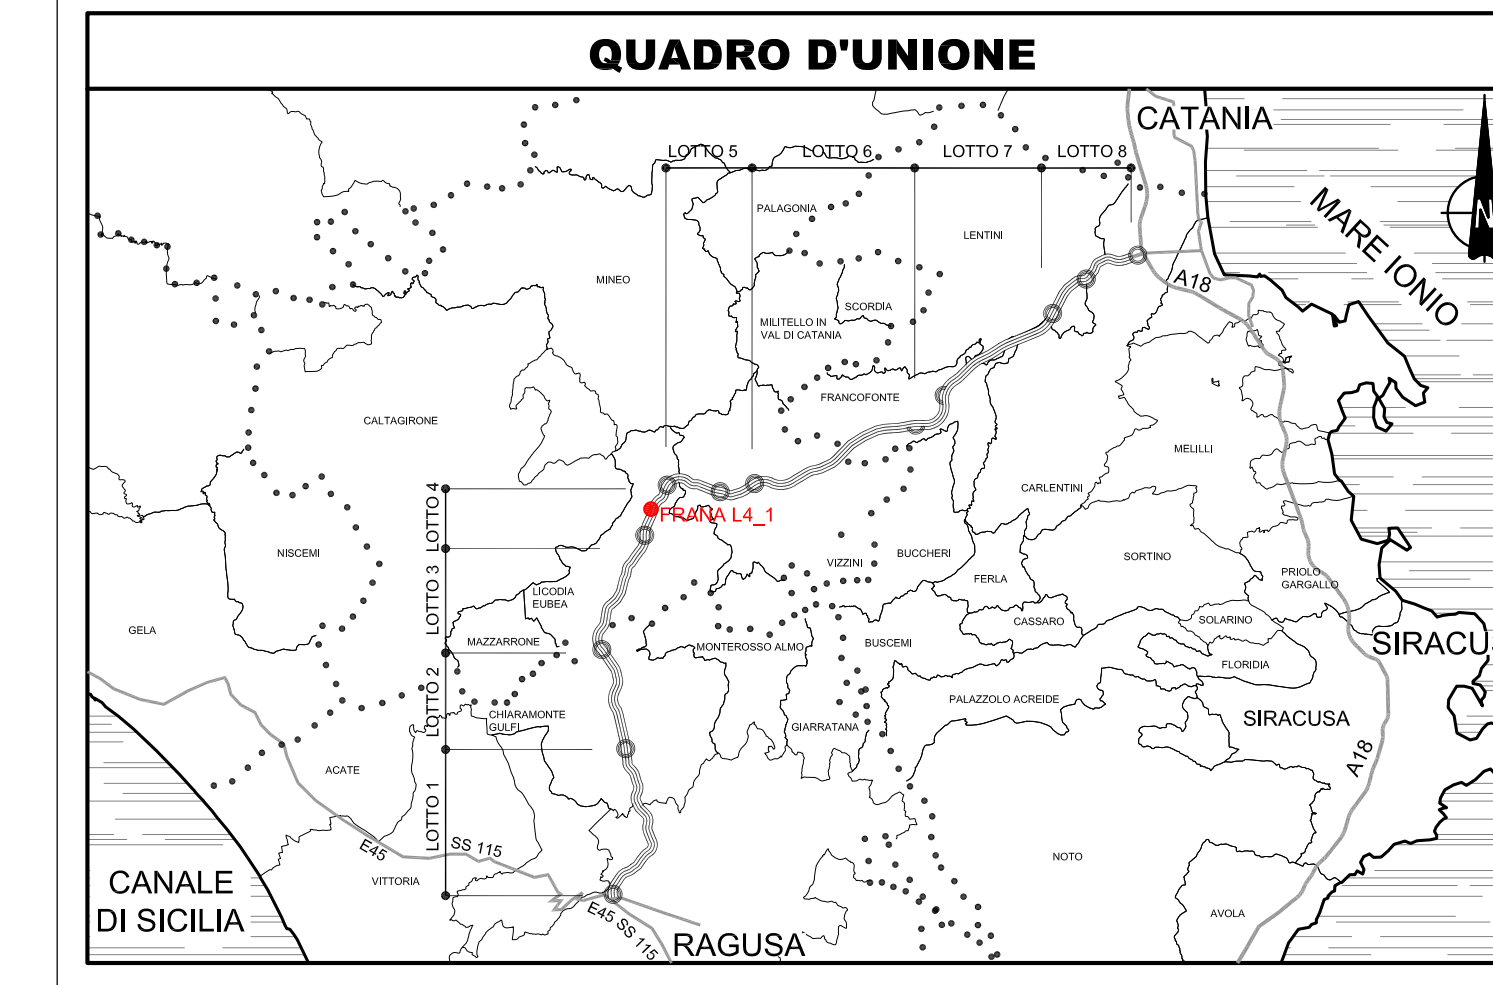 QUADRO D'UNIONE
CATANIA
LOTTO 5
LOTTO 6
LOTTO 7
LOTTO 8
PALAGONIA
LENTINI
MARE IONIO
N
MINEO
A18
SCORDIA
MILITELLO IN
VAL DI CATANIA
FRANCOFONTE
CALTAGIRONE
MELILLI
CARLENTINI
LOTTO 4
FRANA L4_1
NISCEMI
VIZZINI
BUCCHERI
SORTINO
FERLA
PRIOLO
GARGALLO
LOTTO 3
LICODIA
EUBEA
GELA
MAZZARRONE
CASSARO
SOLARINO
MONTEROSSO ALMO
BUSCEMI
SIRACU
FLORIDIA
LOTTO 2
PALAZZOLO ACREIDE
CHIARAMONTE
GULFI
GIARRATANA
SIRACUSA
A18
ACATE
LOTTO 1
E45
SS 115
NOTO
VITTORIA
CANALE
DI SICILIA
E45 SS 115
AVOLA
RAGUSA